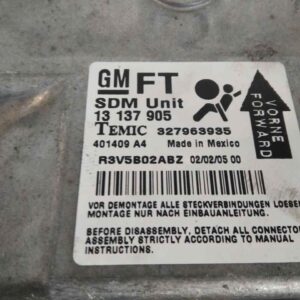 GM FT
SDM Unit
13 137 905
TEMIC 327963935
401409 A4 Made in Mexico
R3V5B02ABZ 02/02/05 00
VORNE
FORWARD
VOR DEMONTAGE ALLE STECKVERBINDUNGEN LOESEN
MONTAGE NUR NACH EINBAUANLEITUNG.
BEFORE DISASSEMBLY, DETACH ALL CONNECTOR
ASSEMBLY STRICTLY ACCORDING TO MANUAL
INSTRUCTIONS.